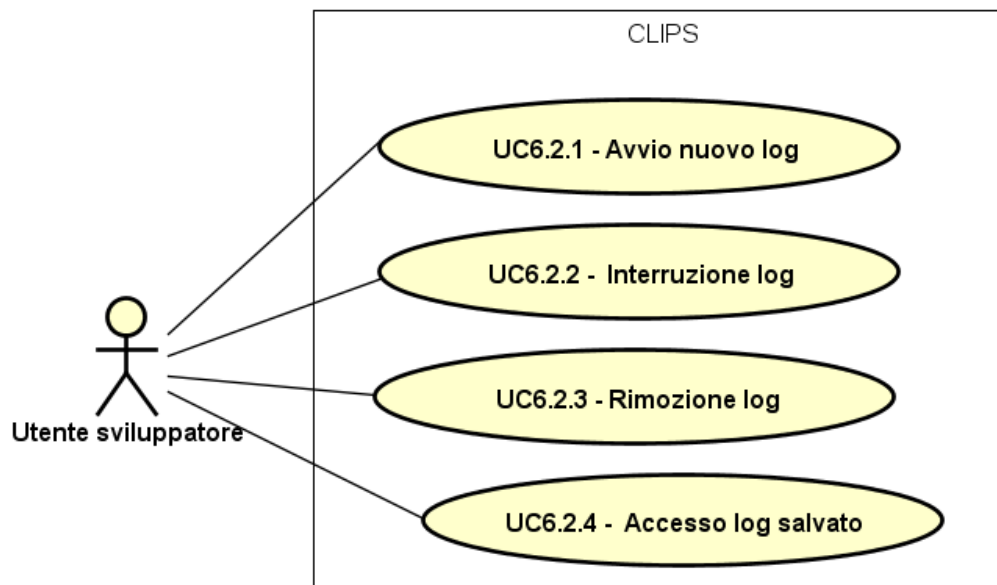 CLIPS
UC6.2.1 - Avvio nuovo log
UC6.2.2 - Interruzione log
UC6.2.3 - Rimozione log
Utente sviluppatore
UC6.2.4 - Accesso log salvato